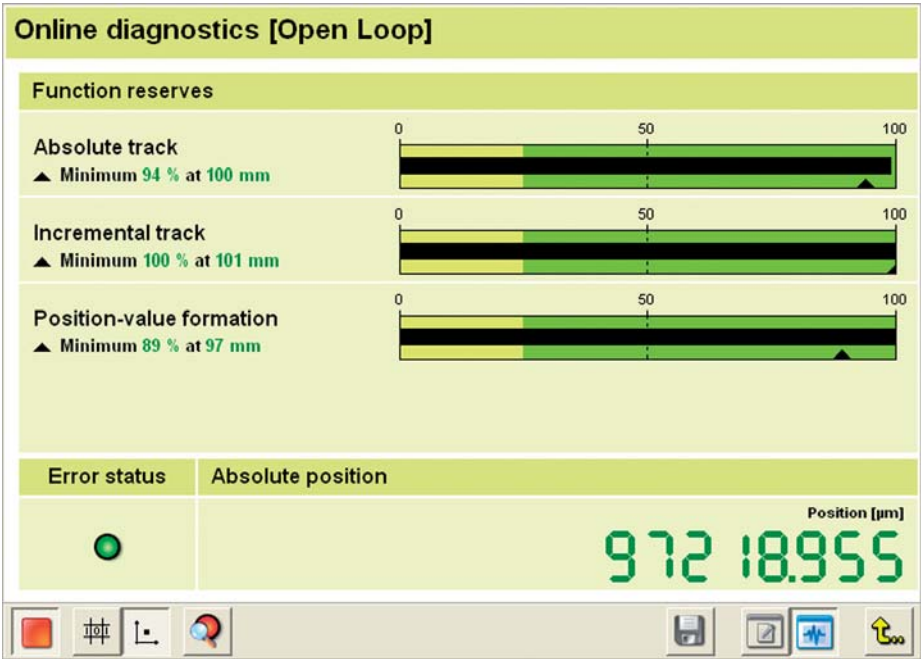 Online diagnostics [Open Loop]
Function reserves
0 50 100
Absolute track
Minimum 94 % at 100 mm
0 50 100
Incremental track
Minimum 100 % at 101 mm
0 50 100
Position-value formation
Minimum 89 % at 97 mm
Error status Absolute position
Position [µm]
97218.955